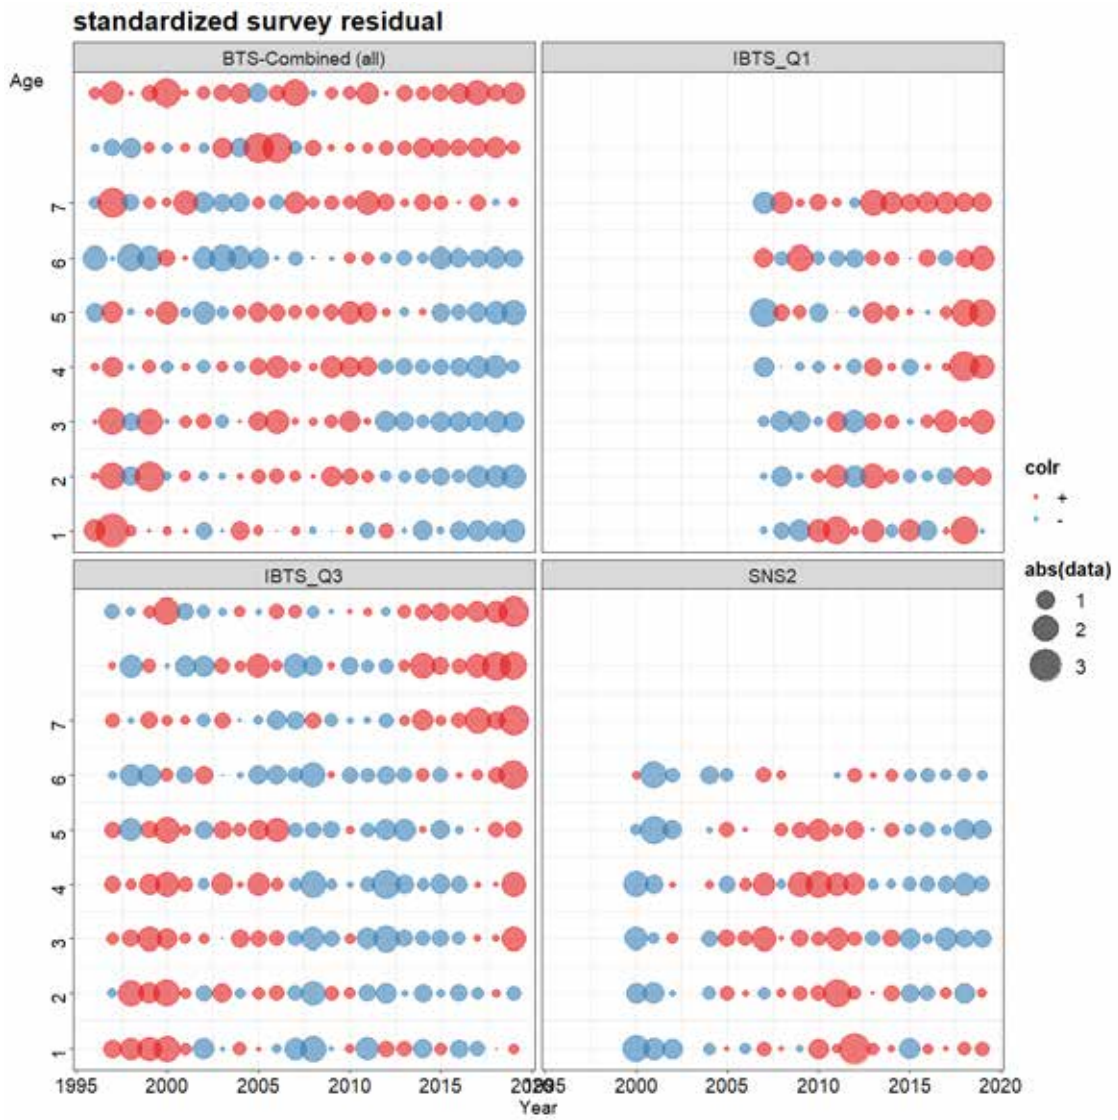 standardized survey residual
Age
BTS-Combined (all)
IBTS_Q1
7
6
5
4
3
2
1
IBTS_Q3
SNS2
7
6
5
4
3
2
1
1995 2000 2005 2010 2015 2000 2005 2010 2015 2020
Year
colr
+
-
abs(data)
1
2
3